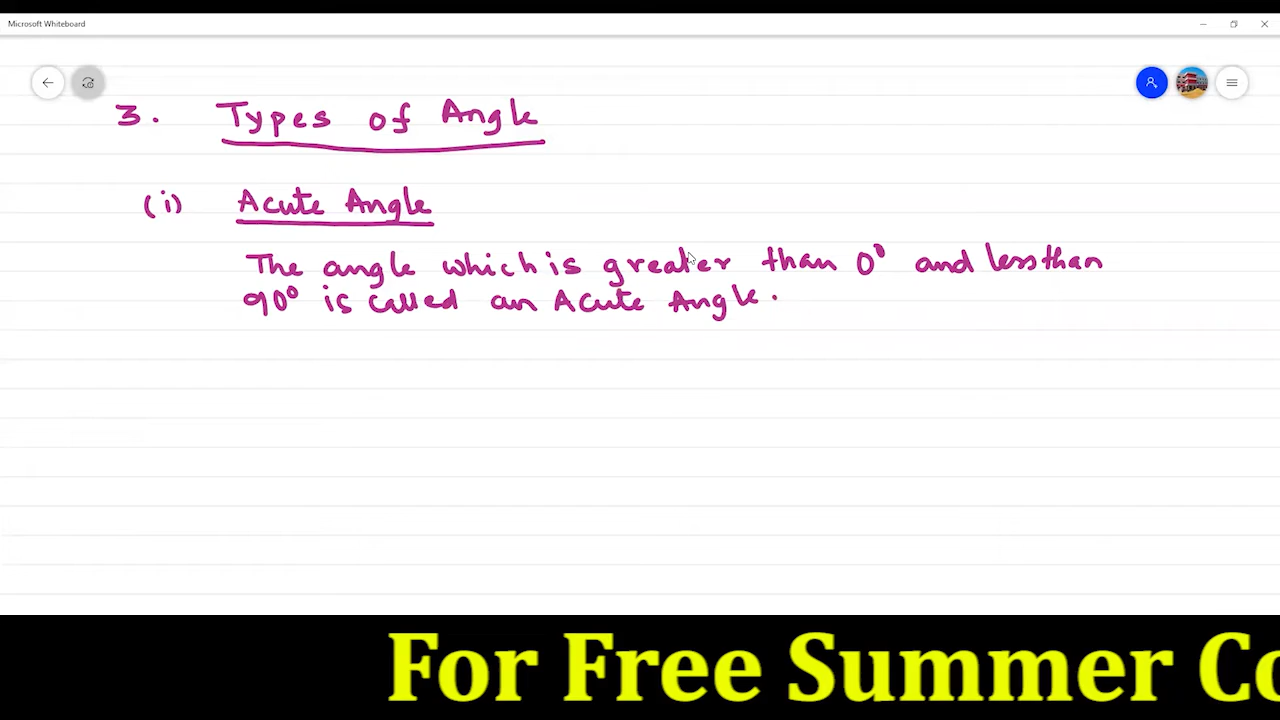 Microsoft Whiteboard
3. Types of Angle
(i) Acute Angle
The angle which is greater than 0° and less than
90° is called an Acute Angle.
For Free Summer Co